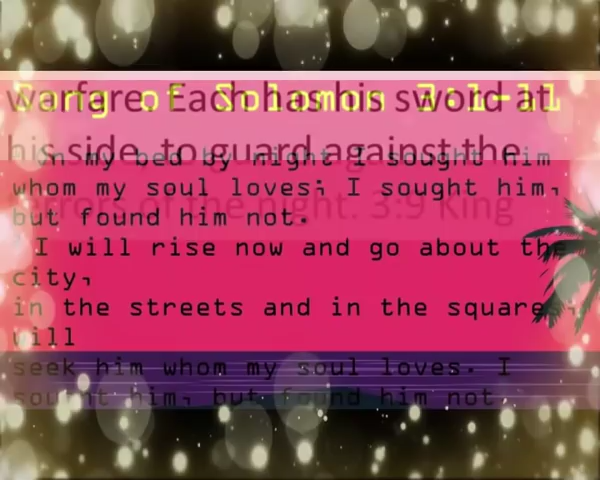 Song of Solomon 3:1-11
warfare. Each has his sword at
his side, to guard against the
On my bed by night I sought him
whom my soul loves; I sought him,
errors of the night. 3:9 King
but found him not.
I will rise now and go about the
city,
in the streets and in the squares,
will
seek him whom my soul loves. I
sought him, but found him not.